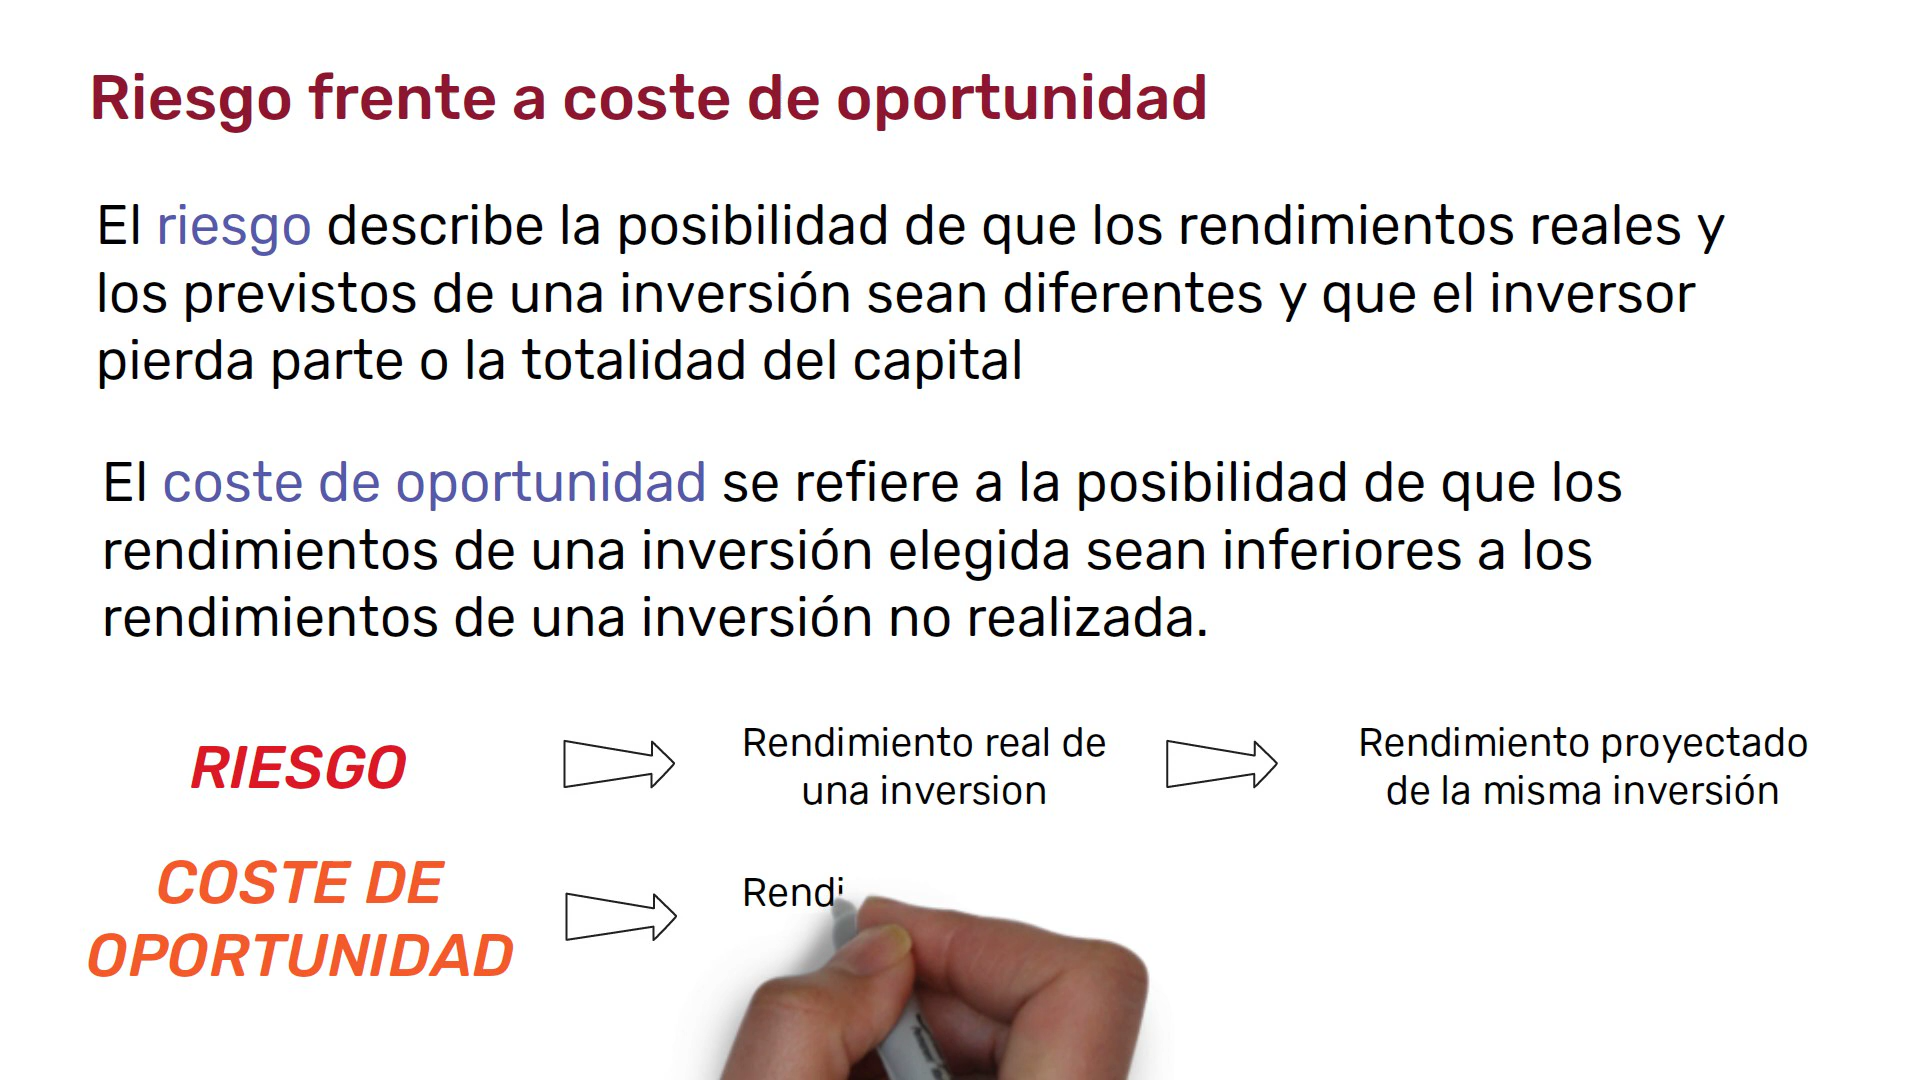 Riesgo frente a coste de oportunidad
El riesgo describe la posibilidad de que los rendimientos reales y
los previstos de una inversión sean diferentes y que el inversor
pierda parte o la totalidad del capital
El coste de oportunidad se refiere a la posibilidad de que los
rendimientos de una inversión elegida sean inferiores a los
rendimientos de una inversión no realizada.
RIESGO
Rendimiento real de
una inversion
Rendimiento proyectado
de la misma inversión
COSTE DE
OPORTUNIDAD
Rendi